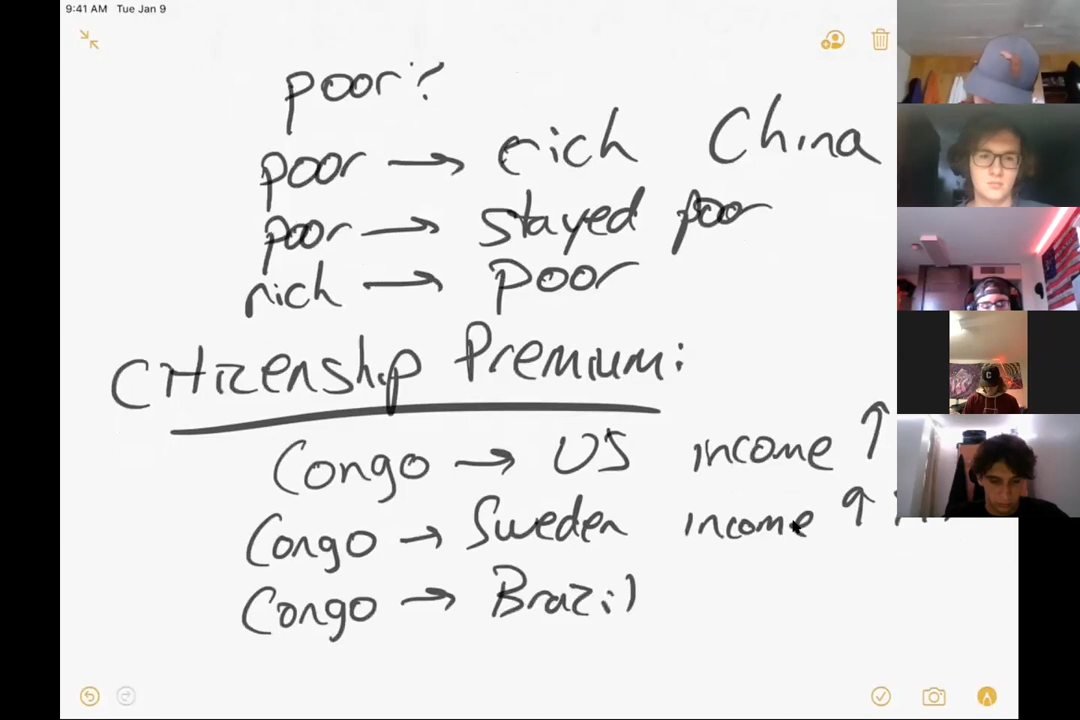 9:41 AM Tue Jan 9
poor?
poor → rich China
poor → stayed poor
rich → poor
Citizenship Premium:
Congo → US income ↑
Congo → Sweden income ↑
Congo → Brazil